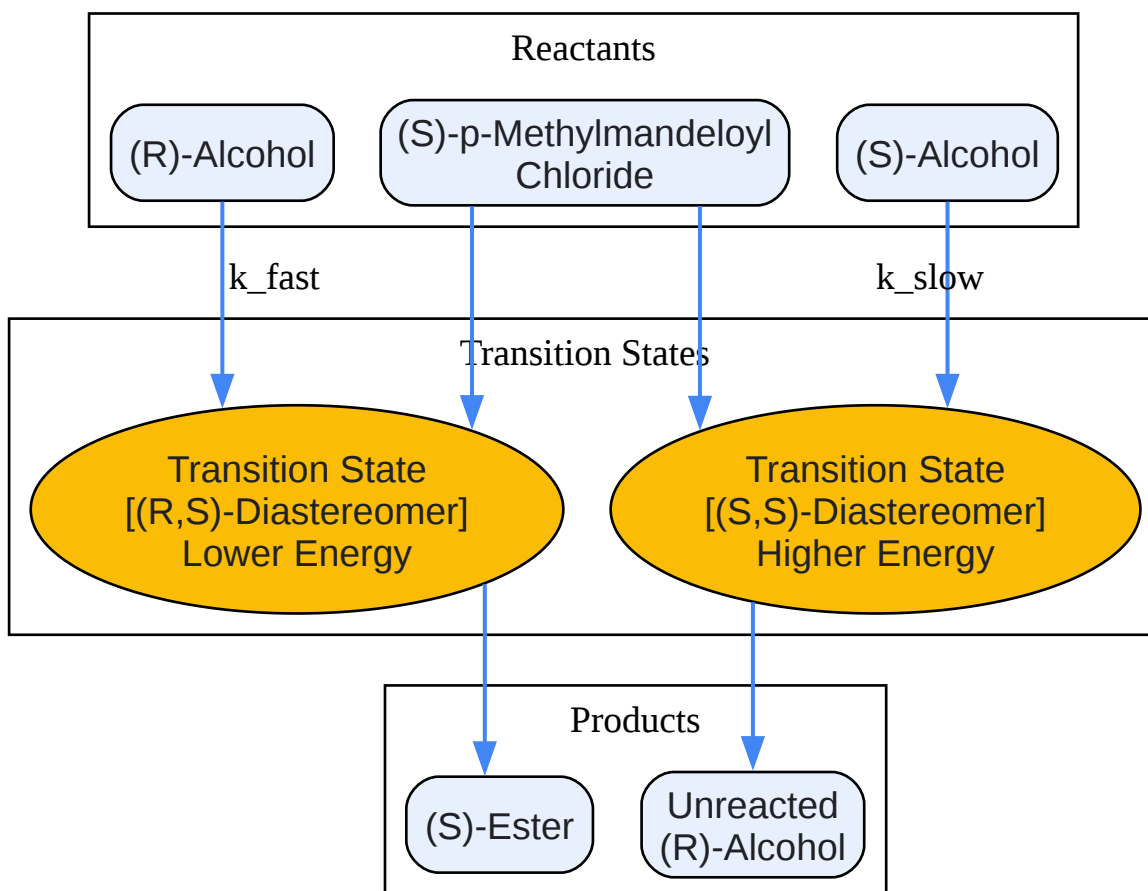 Reactants
(R)-Alcohol
(S)-p-Methylmandeloyl
Chloride
(S)-Alcohol
k_fast
k_slow
Transition States
Transition State
[(R,S)-Diastereomer]
Lower Energy
Transition State
[(S,S)-Diastereomer]
Higher Energy
Products
(S)-Ester
Unreacted
(R)-Alcohol